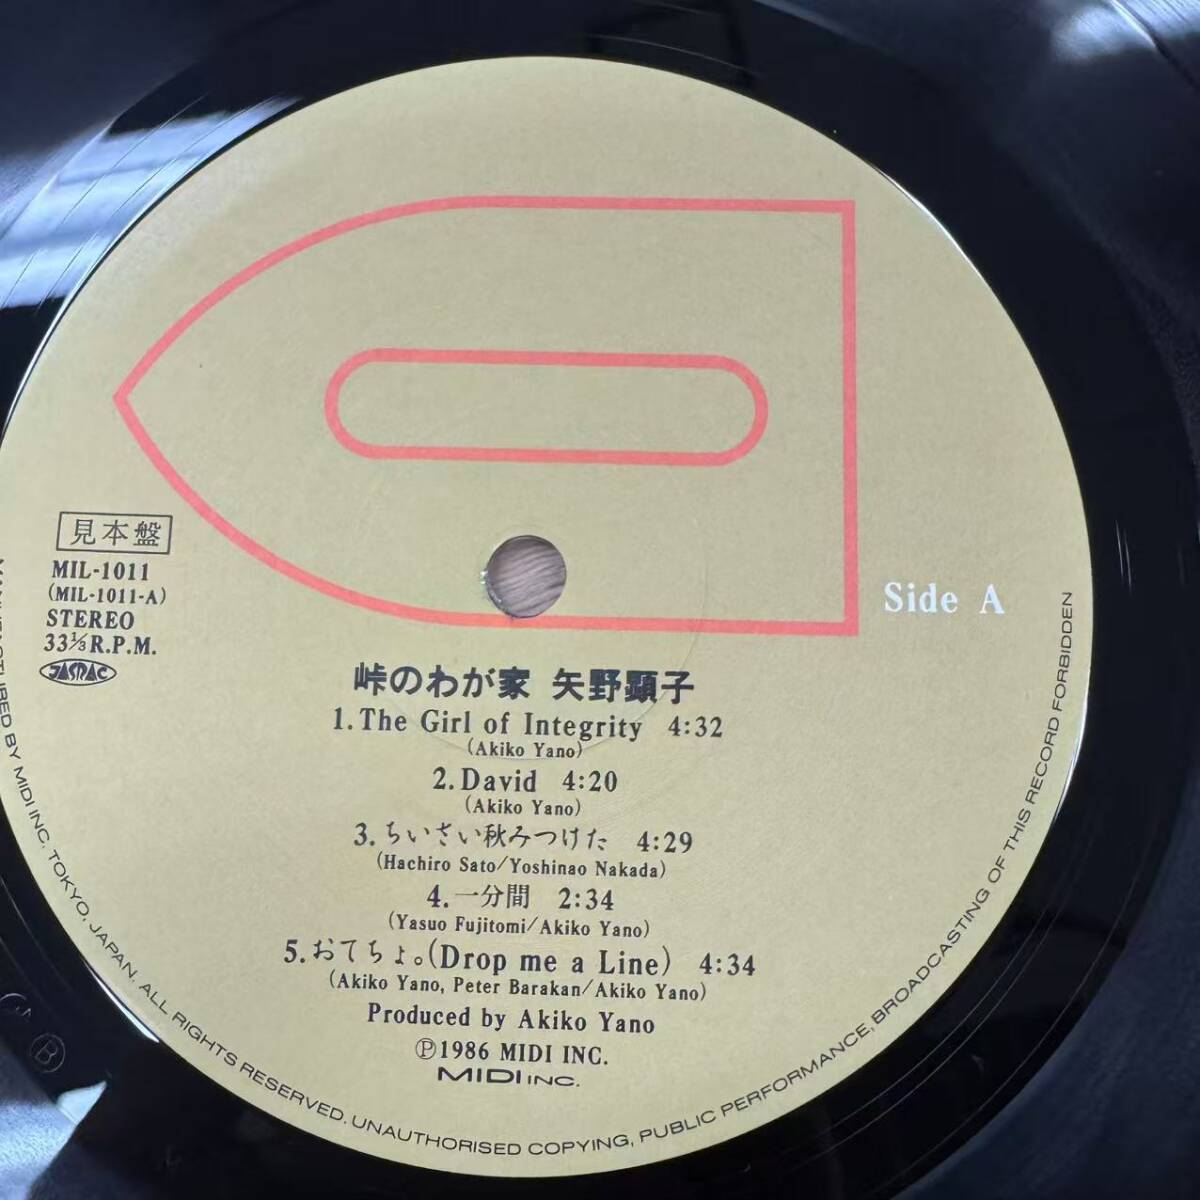 見本盤
MIL-1011
(MIL-1011-A)
STEREO
33⅓R.P.M.
JASRAC
Side A
峠のわが家 矢野顕子
1.The Girl of Integrity 4:32
(Akiko Yano)
2.David 4:20
(Akiko Yano)
3.ちいさい秋みつけた 4:29
(Hachiro Sato/Yoshinao Nakada)
4.一分間 2:34
(Yasuo Fujitomi/Akiko Yano)
5.おてちょ。(Drop me a Line) 4:34
(Akiko Yano, Peter Barakan/Akiko Yano)
Produced by Akiko Yano
Ⓟ1986 MIDI INC.
MIDI INC.
BY MIDI INC. TOKYO, JAPAN. ALL RIGHTS RESERVED. UNAUTHORISED COPYING, PUBLIC PERFORMANCE, BROADCASTING OF THIS RECORD FORBIDDEN
B